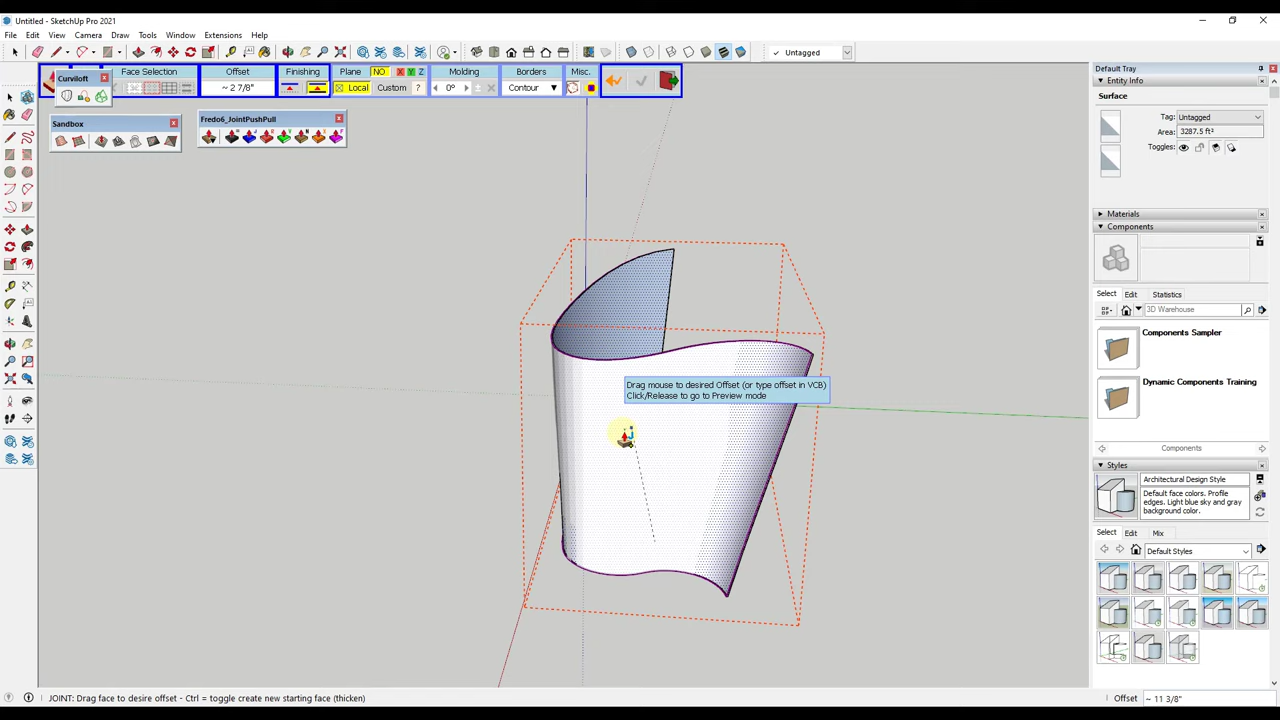 Untitled - SketchUp Pro 2021
File Edit View Camera Draw Tools Window Extensions Help
Untagged
Curviloft
Face Selection
Offset
~ 2 7/8"
Finishing
Plane NO X Y Z
Local Custom ?
Molding
0°
Borders
Contour
Misc.
Sandbox
Fredo6_JointPushPull
Drag mouse to desired Offset (or type offset in VCB)
Click/Release to go to Preview mode
Default Tray
Entity Info
Surface
Tag: Untagged
Area: 3287.5 ft²
Toggles:
Materials
Components
Select Edit Statistics
3D Warehouse
Components Sampler
Dynamic Components Training
Components
Styles
Architectural Design Style
Default face colors. Profile
edges. Light blue sky and gray
background color.
Select Edit Mix
Default Styles
JOINT: Drag face to desire offset - Ctrl = toggle create new starting face (thicken)
Offset ~ 11 3/8"